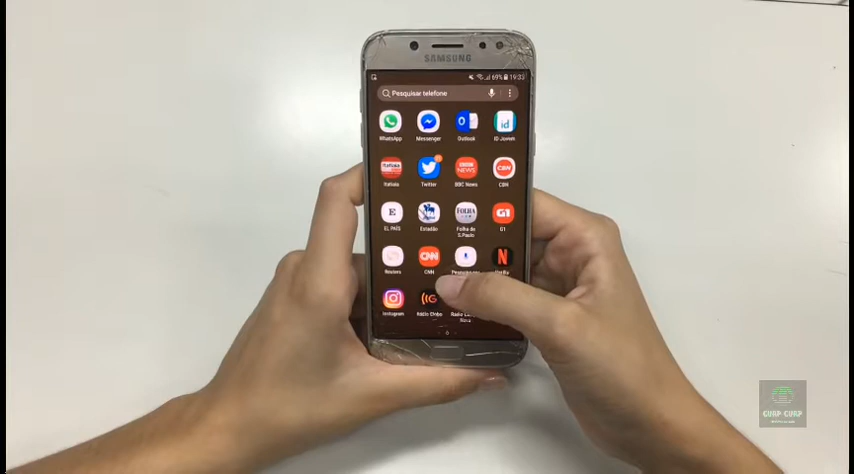 SAMSUNG
69% 19:33
Pesquisar telefone
WhatsApp
Messenger
Outlook
ID Jovem
Itatiaia
Twitter
BBC News
CBN
EL PAÍS
Estadão
Folha de
S.Paulo
G1
Reuters
CNN
Netflix
Instagram
Rádio Globo
CURP CURP